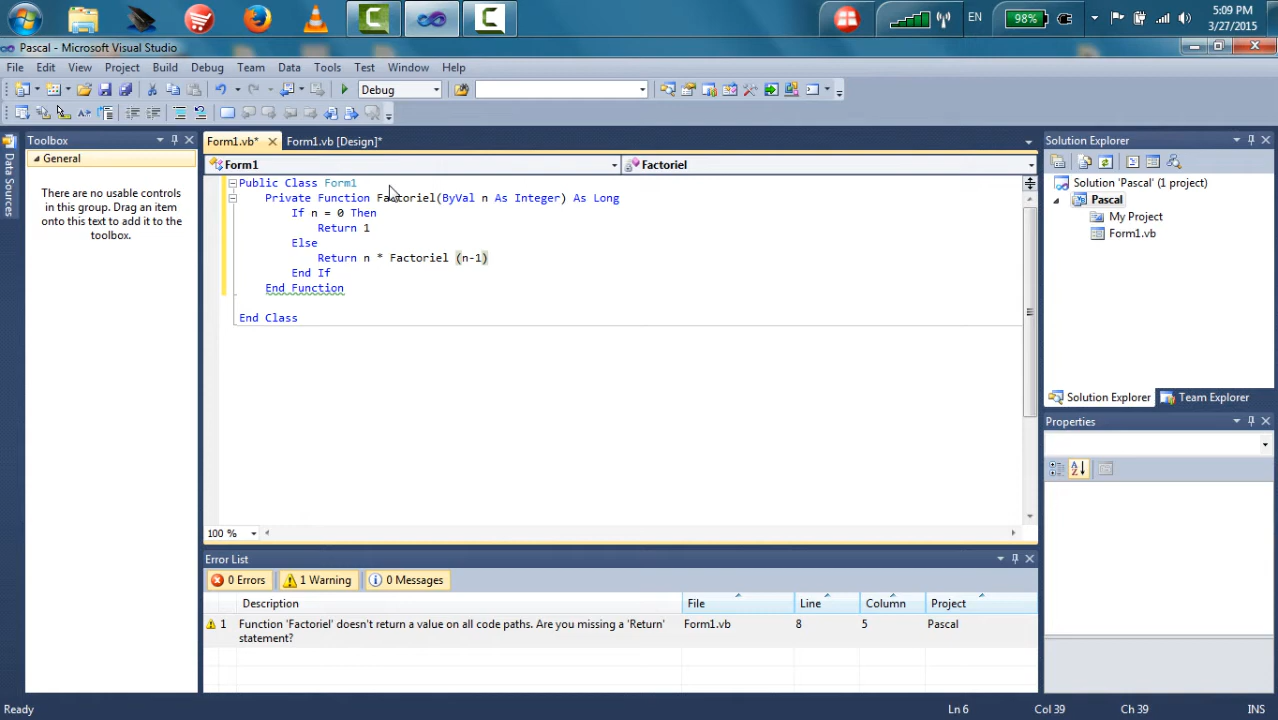 EN
98%
5:09 PM
3/27/2015
Pascal - Microsoft Visual Studio
File Edit View Project Build Debug Team Data Tools Test Window Help
Debug
Toolbox
General
There are no usable controls
in this group. Drag an item
onto this text to add it to the
toolbox.
Data Sources
Form1.vb*
Form1.vb [Design]*
Form1
Factoriel
Public Class Form1
Private Function Factoriel(ByVal n As Integer) As Long
If n = 0 Then
Return 1
Else
Return n * Factoriel (n-1)
End If
End Function
End Class
100 %
Solution Explorer
Solution 'Pascal' (1 project)
Pascal
My Project
Form1.vb
Solution Explorer
Team Explorer
Properties
Error List
0 Errors
1 Warning
0 Messages
Description File Line Column Project
1 Function 'Factoriel' doesn't return a value on all code paths. Are you missing a 'Return' Form1.vb 8 5 Pascal
statement?
Ready
Ln 6
Col 39
Ch 39
INS